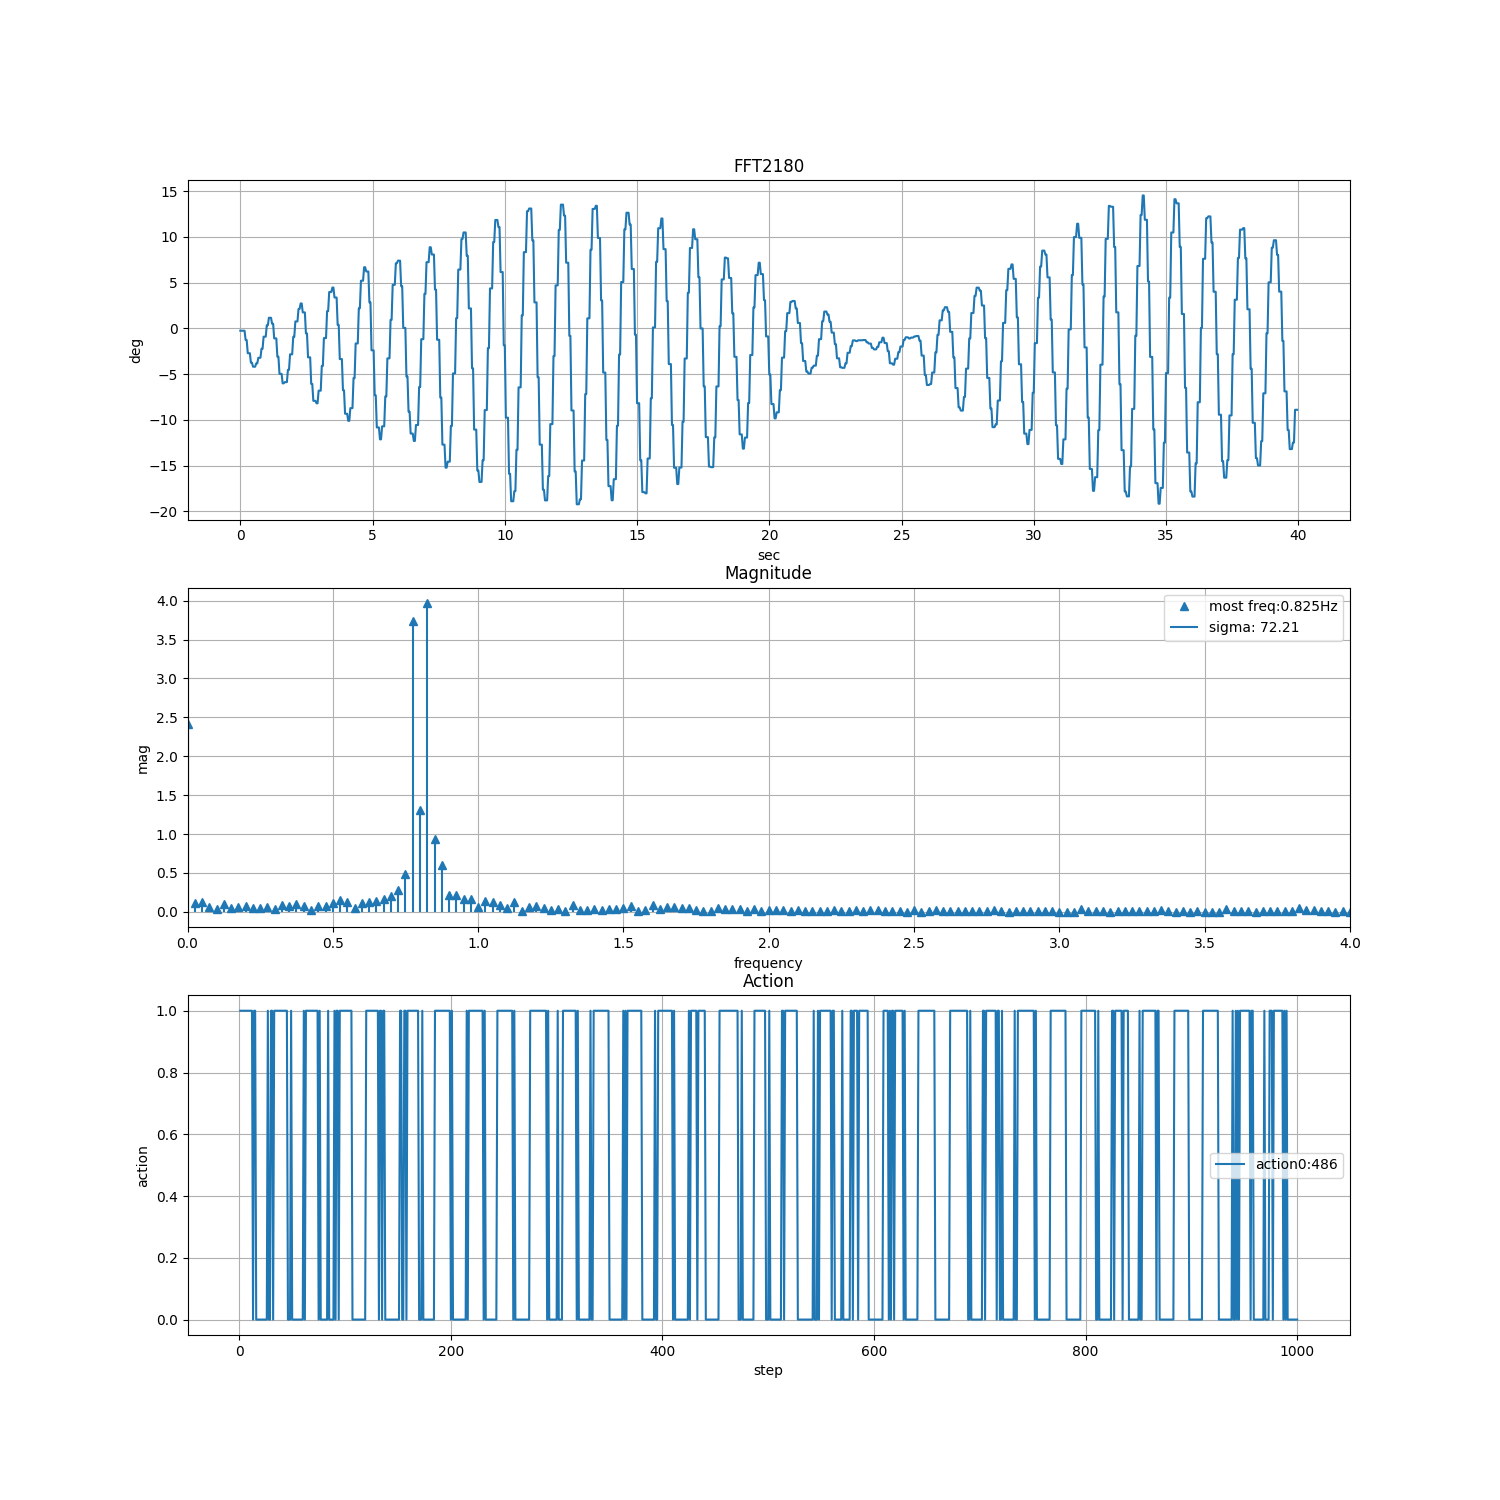 FFT2180
15
10
5
0
−5
−10
−15
−20
deg
0 5 10 15 20 25 30 35 40
sec
Magnitude
4.0
3.5
3.0
2.5
2.0
1.5
1.0
0.5
0.0
mag
most freq:0.825Hz
sigma: 72.21
0.0 0.5 1.0 1.5 2.0 2.5 3.0 3.5 4.0
frequency
Action
1.0
0.8
0.6
0.4
0.2
0.0
action
action0:486
0 200 400 600 800 1000
step